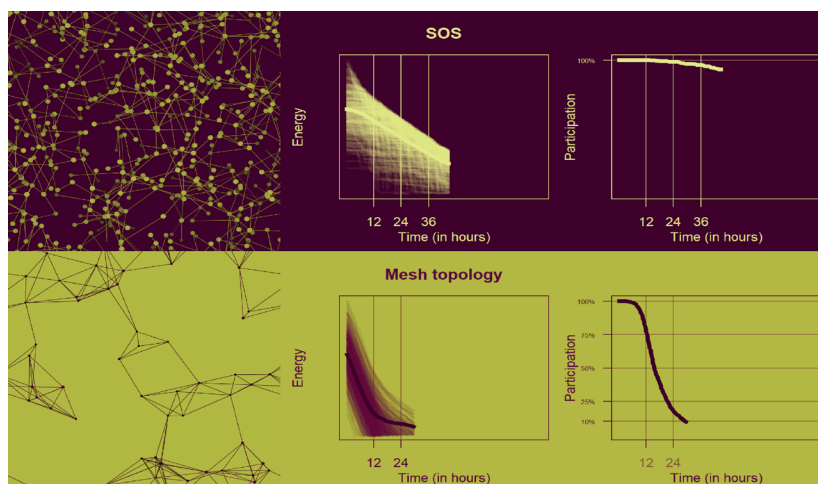 SOS
Energy
12 24 36
Time (in hours)
Participation
100%
12 24 36
Time (in hours)
Mesh topology
Energy
12 24
Time (in hours)
Participation
100%
75%
50%
25%
10%
12 24
Time (in hours)